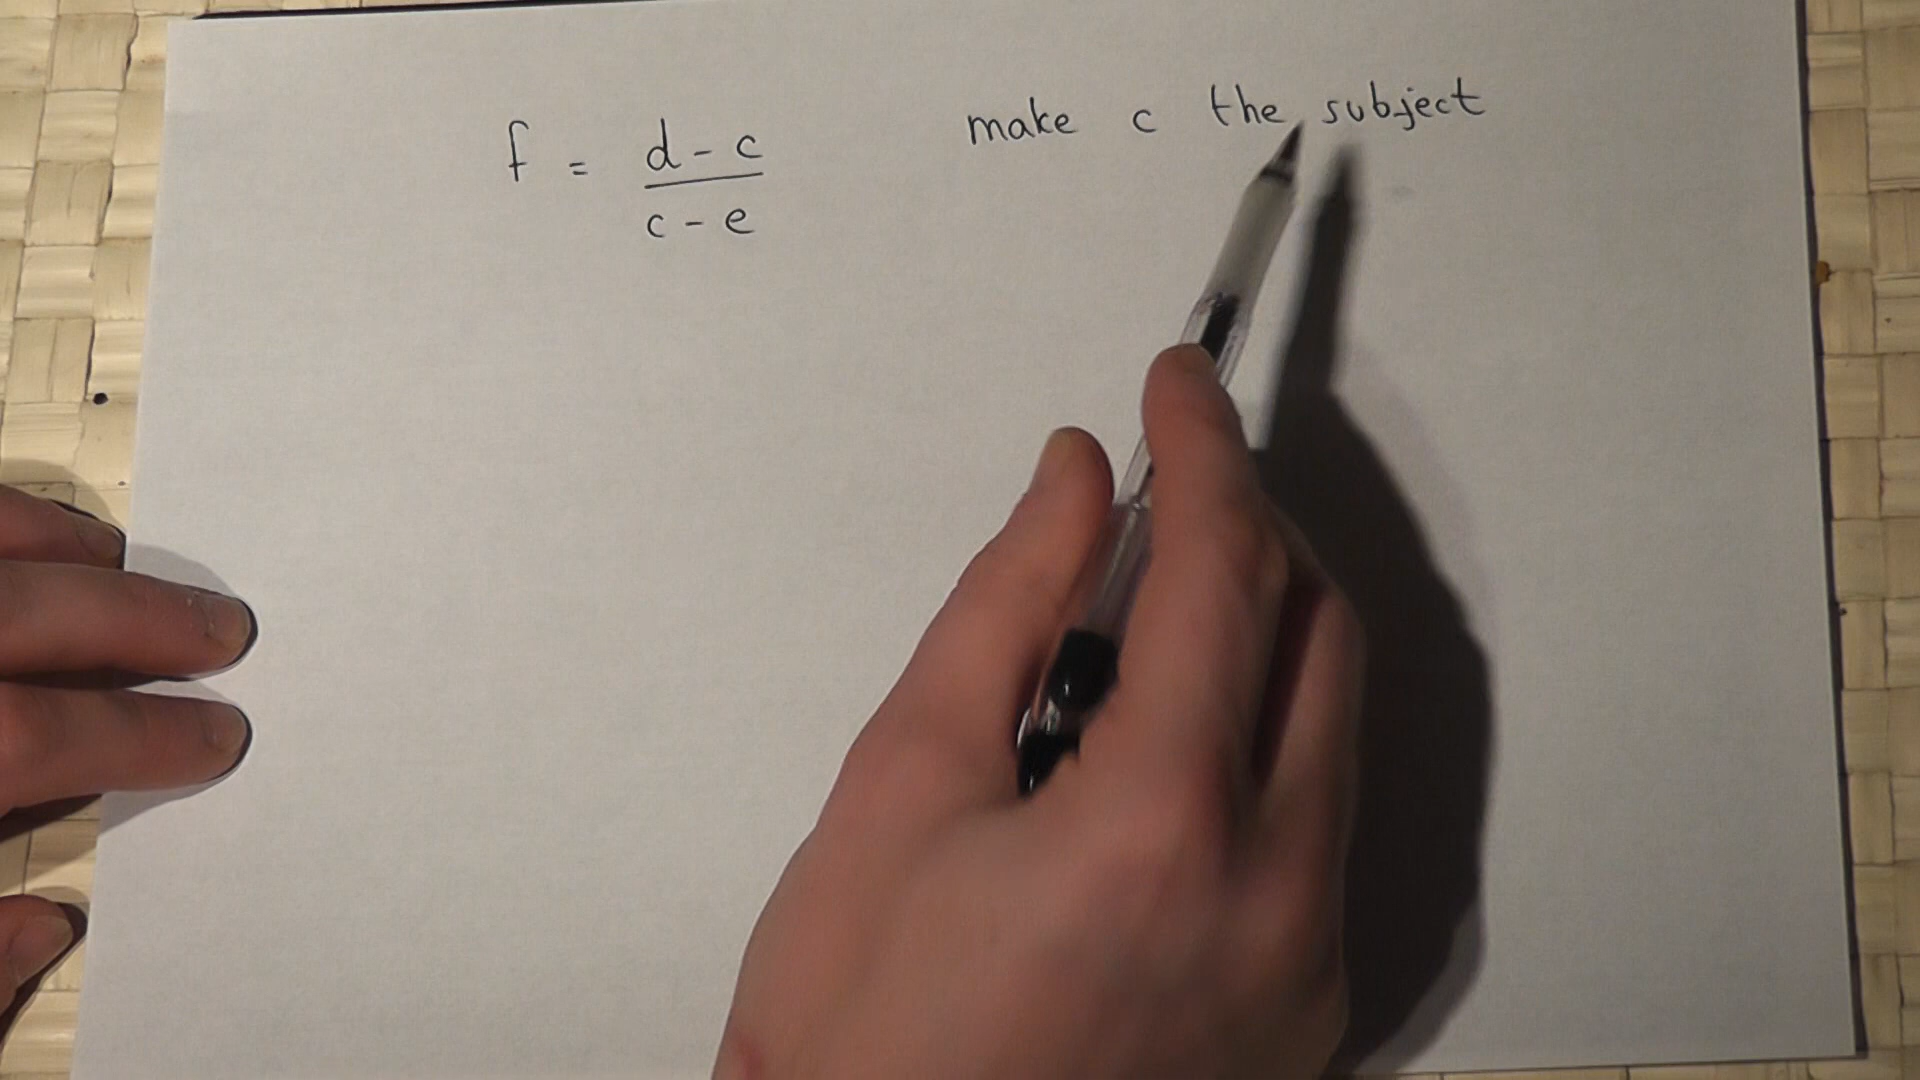 f = d - c / c - e
make c the subject